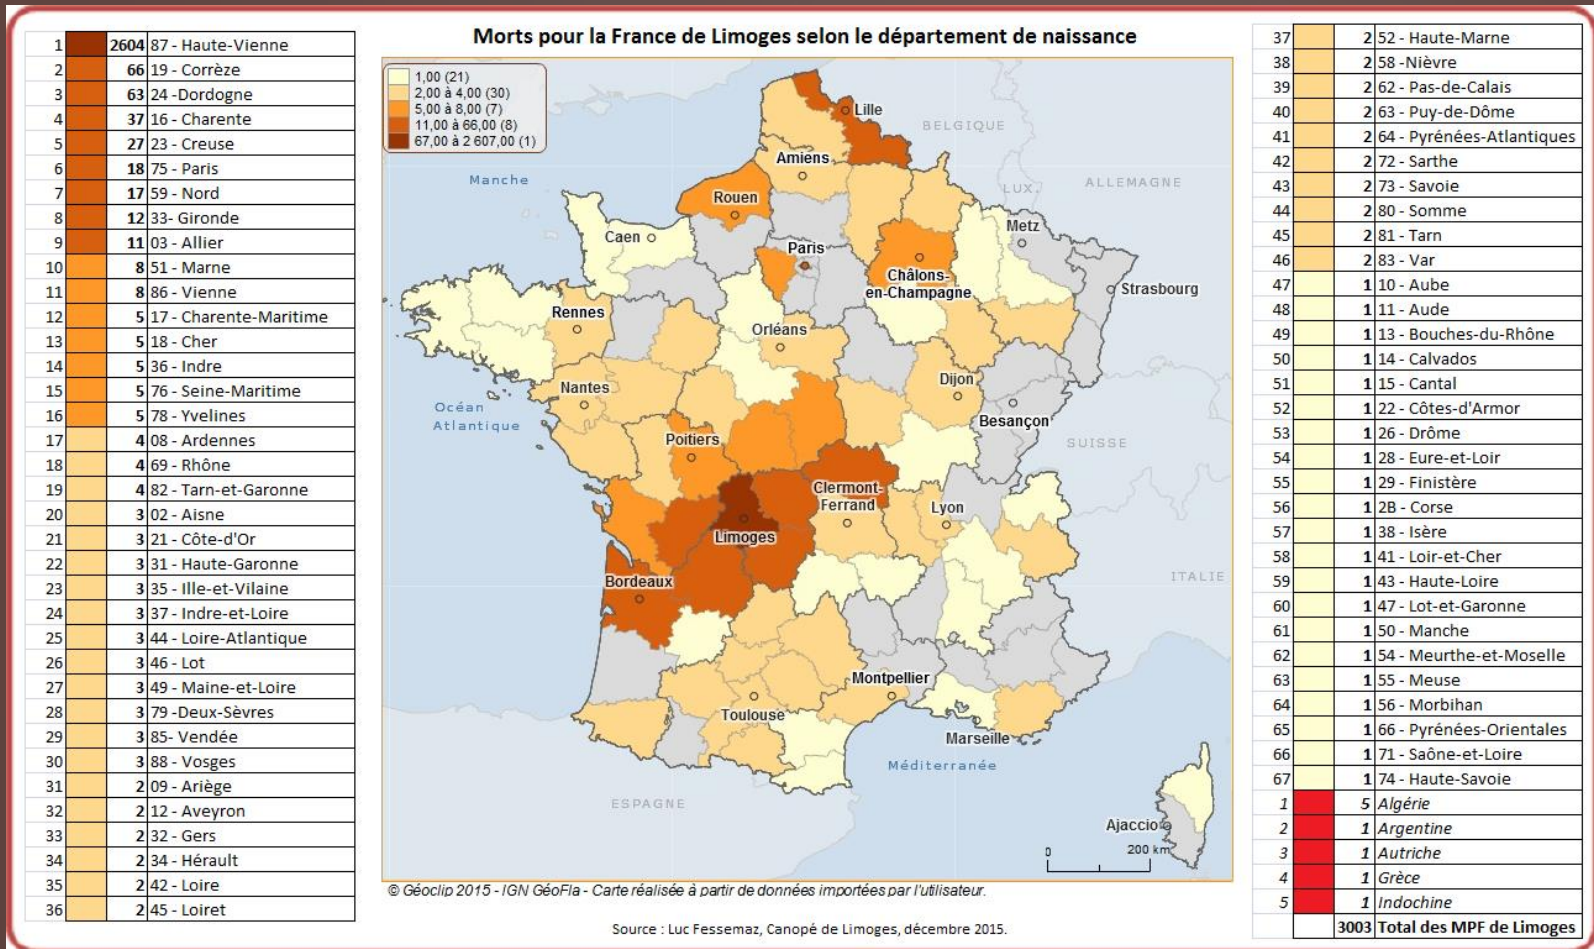 Morts pour la France de Limoges selon le département de naissance
1 2604 87 - Haute-Vienne
2 66 19 - Corrèze
3 63 24 -Dordogne
4 37 16 - Charente
5 27 23 - Creuse
6 18 75 - Paris
7 17 59 - Nord
8 12 33- Gironde
9 11 03 - Allier
10 8 51 - Marne
11 8 86 - Vienne
12 5 17 - Charente-Maritime
13 5 18 - Cher
14 5 36 - Indre
15 5 76 - Seine-Maritime
16 5 78 - Yvelines
17 4 08 - Ardennes
18 4 69 - Rhône
19 4 82 - Tarn-et-Garonne
20 3 02 - Aisne
21 3 21 - Côte-d'Or
22 3 31 - Haute-Garonne
23 3 35 - Ille-et-Vilaine
24 3 37 - Indre-et-Loire
25 3 44 - Loire-Atlantique
26 3 46 - Lot
27 3 49 - Maine-et-Loire
28 3 79 -Deux-Sèvres
29 3 85- Vendée
30 3 88 - Vosges
31 2 09 - Ariège
32 2 12 - Aveyron
33 2 32 - Gers
34 2 34 - Hérault
35 2 42 - Loire
36 2 45 - Loiret
1,00 (21)
2,00 à 4,00 (30)
5,00 à 8,00 (7)
11,00 à 66,00 (8)
67,00 à 2 607,00 (1)
Lille
BELGIQUE
Amiens
Manche
LUX.
ALLEMAGNE
Rouen
Caen
Metz
Paris
Châlons-
en-Champagne
Strasbourg
Rennes
Orléans
Nantes
Dijon
Océan
Atlantique
Besançon
SUISSE
Poitiers
Clermont-
Ferrand
Lyon
Limoges
Bordeaux
ITALIE
Montpellier
Toulouse
Marseille
Méditerranée
ESPAGNE
Ajaccio
0 200 km
© Géoclip 2015 - IGN GéoFla - Carte réalisée à partir de données importées par l'utilisateur.
Source : Luc Fessemaz, Canopé de Limoges, décembre 2015.
37 2 52 - Haute-Marne
38 2 58 -Nièvre
39 2 62 - Pas-de-Calais
40 2 63 - Puy-de-Dôme
41 2 64 - Pyrénées-Atlantiques
42 2 72 - Sarthe
43 2 73 - Savoie
44 2 80 - Somme
45 2 81 - Tarn
46 2 83 - Var
47 1 10 - Aube
48 1 11 - Aude
49 1 13 - Bouches-du-Rhône
50 1 14 - Calvados
51 1 15 - Cantal
52 1 22 - Côtes-d'Armor
53 1 26 - Drôme
54 1 28 - Eure-et-Loir
55 1 29 - Finistère
56 1 2B - Corse
57 1 38 - Isère
58 1 41 - Loir-et-Cher
59 1 43 - Haute-Loire
60 1 47 - Lot-et-Garonne
61 1 50 - Manche
62 1 54 - Meurthe-et-Moselle
63 1 55 - Meuse
64 1 56 - Morbihan
65 1 66 - Pyrénées-Orientales
66 1 71 - Saône-et-Loire
67 1 74 - Haute-Savoie
1 5 Algérie
2 1 Argentine
3 1 Autriche
4 1 Grèce
5 1 Indochine
3003 Total des MPF de Limoges